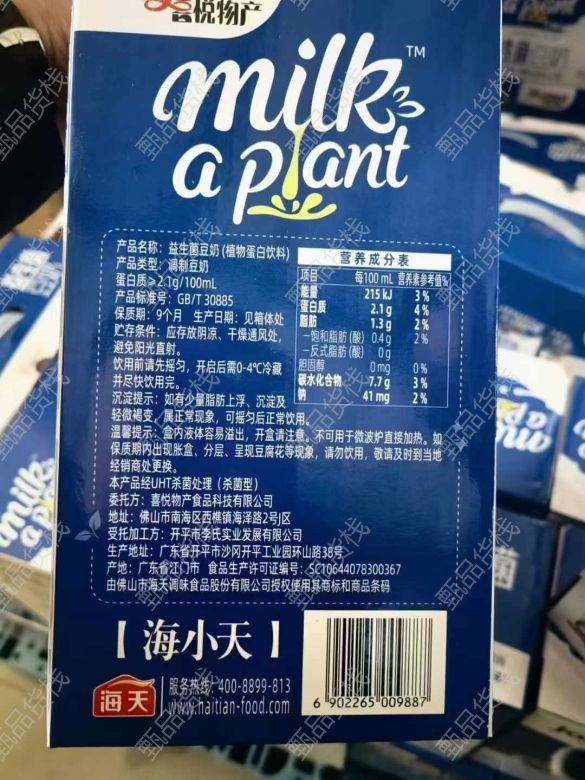 喜悦物产
milk
a plant
TM
产品名称：益生菌豆奶(植物蛋白饮料)
产品类型：调制豆奶
蛋白质≥2.1g/100mL
产品标准号：GB/T 30885
保质期：9个月 生产日期：见箱体处
贮存条件：应存放阴凉、干燥通风处，
避免阳光直射。
饮用前请先摇匀，开启后需0-4℃冷藏
并尽快饮用完。
沉淀提示：如有少量脂肪上浮、沉淀及
轻微褐变，属正常现象，可摇匀后正常饮用。
温馨提示：盒内液体容易溢出，开盒请注意。不可用于微波炉直接加热。如
保质期内出现胀盒、分层、呈现豆腐花等现象，请勿饮用，敬请及时到当地
经销商处更换。
本产品经UHT杀菌处理（杀菌型）
委托方：喜悦物产食品科技有限公司
地址：佛山市南海区西樵镇海泽路2号J区
受托加工方：开平市李氏实业发展有限公司
生产地址：广东省开平市沙冈开平工业园环山路38号
产地：广东省江门市 食品生产许可证编号：SC10644078300367
由佛山市海天调味食品股份有限公司授权使用其商标和商品条码
营养成分表
项目 每100 mL 营养素参考值%
能量 215 kJ 3%
蛋白质 2.1 g 4%
脂肪 1.3 g 2%
—饱和脂肪(酸) 0.4 g 2%
—反式脂肪(酸) 0 g
胆固醇 0 mg 0%
碳水化合物 7.7 g 3%
钠 41 mg 2%
【海小天】
海天
服务热线：400-8899-813
www.haitian-food.com
6 902265 009887
milk
a plant
甄品货栈